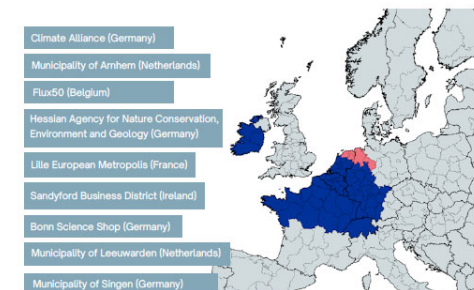 Climate Alliance (Germany)
Municipality of Arnhem (Netherlands)
Flux50 (Belgium)
Hessian Agency for Nature Conservation,
Environment and Geology (Germany)
Lille European Metropolis (France)
Sandyford Business District (Ireland)
Bonn Science Shop (Germany)
Municipality of Leeuwarden (Netherlands)
Municipality of Singen (Germany)